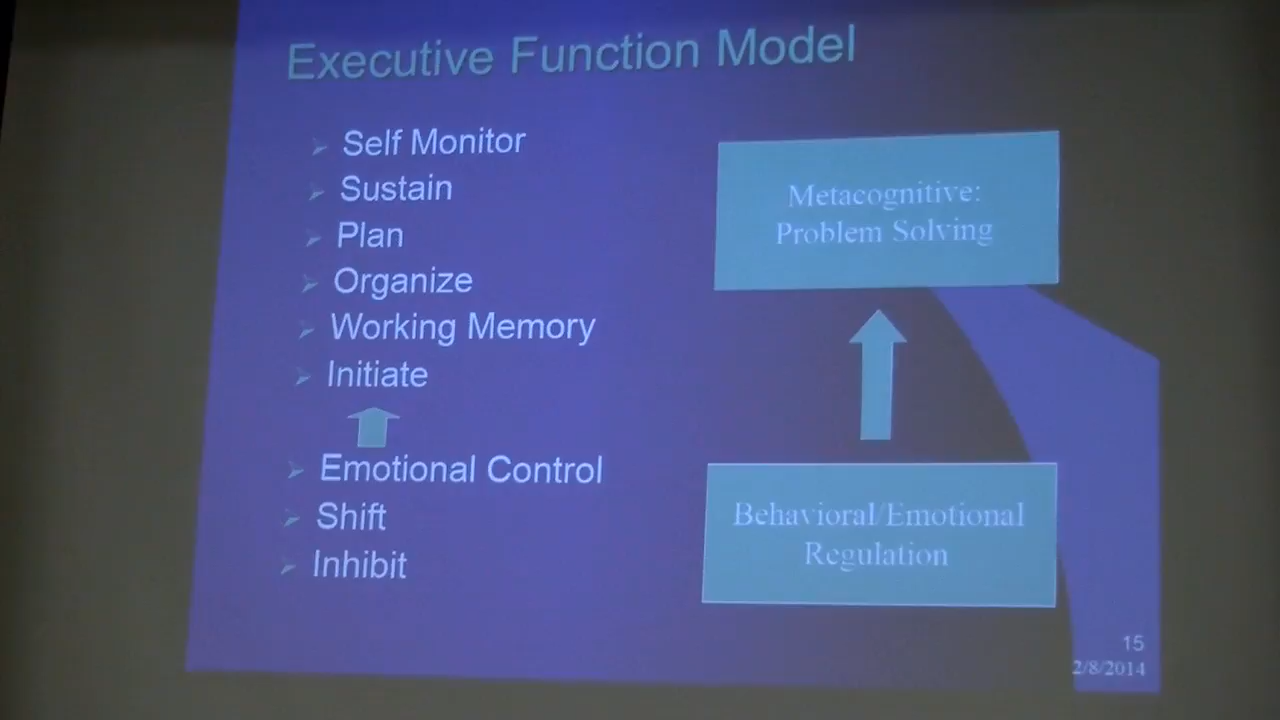 Executive Function Model
Self Monitor
Sustain
Plan
Organize
Working Memory
Initiate
Emotional Control
Shift
Inhibit
Metacognitive:
Problem Solving
Behavioral/Emotional
Regulation
15
2/8/2014